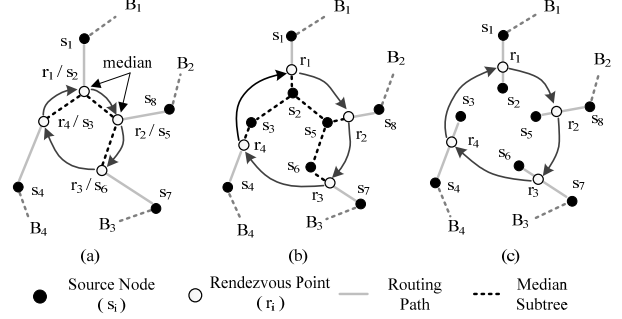 B1
s1
median
r1 / s2
B2
s8
r4 / s3
r2 / s5
r3 / s6
s4
s7
B4
B3
(a)
B1
s1
r1
B2
s2
s3
s5
r2
s8
r4
s6
r3
s4
s7
B4
B3
(b)
B1
s1
r1
B2
s3
s2
s5
r2
s8
r4
s6
r3
s4
s7
B4
B3
(c)
Source Node
( si )
Rendezvous Point
( ri )
Routing
Path
Median
Subtree